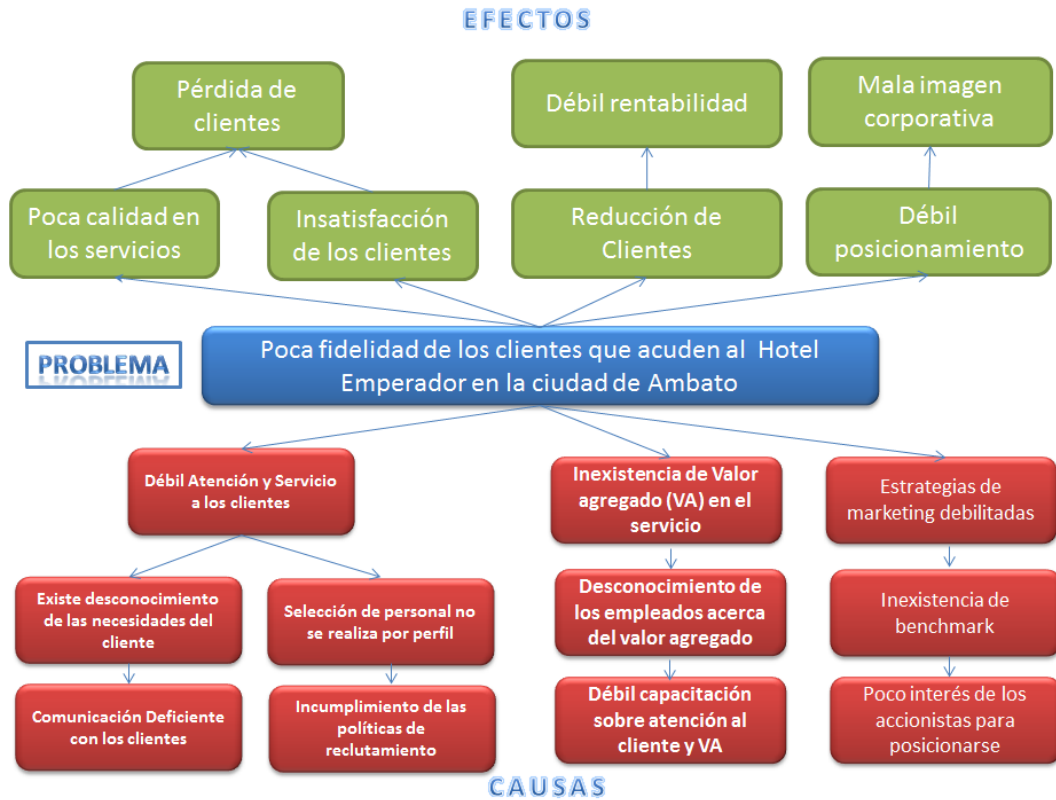 EFECTOS
Pérdida de
clientes
Débil rentabilidad
Mala imagen
corporativa
Poca calidad en
los servicios
Insatisfacción
de los clientes
Reducción de
Clientes
Débil
posicionamiento
PROBLEMA
Poca fidelidad de los clientes que acuden al Hotel
Emperador en la ciudad de Ambato
Débil Atención y Servicio
a los clientes
Inexistencia de Valor
agregado (VA) en el
servicio
Estrategias de
marketing debilitadas
Existe desconocimiento
de las necesidades del
cliente
Selección de personal no
se realiza por perfil
Desconocimiento de
los empleados acerca
del valor agregado
Inexistencia de
benchmark
Comunicación Deficiente
con los clientes
Incumplimiento de las
políticas de
reclutamiento
Débil capacitación
sobre atención al
cliente y VA
Poco interés de los
accionistas para
posicionarse
CAUSAS